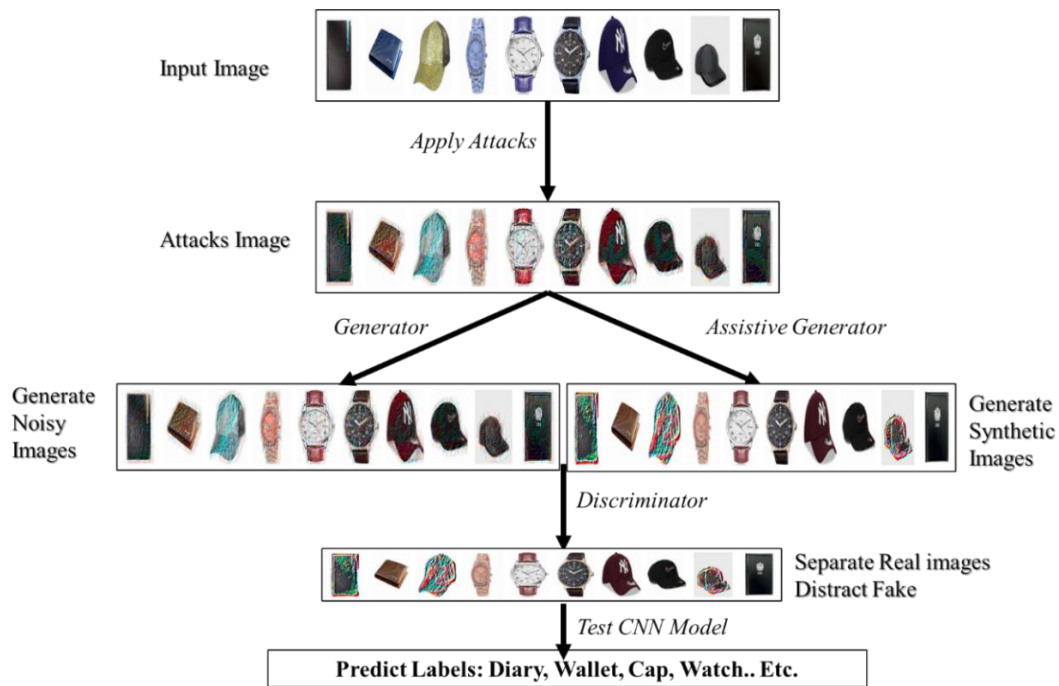 Input Image
Apply Attacks
Attacks Image
Generator
Assistive Generator
Generate
Noisy
Images
Generate
Synthetic
Images
Discriminator
Separate Real images
Distract Fake
Test CNN Model
Predict Labels: Diary, Wallet, Cap, Watch.. Etc.